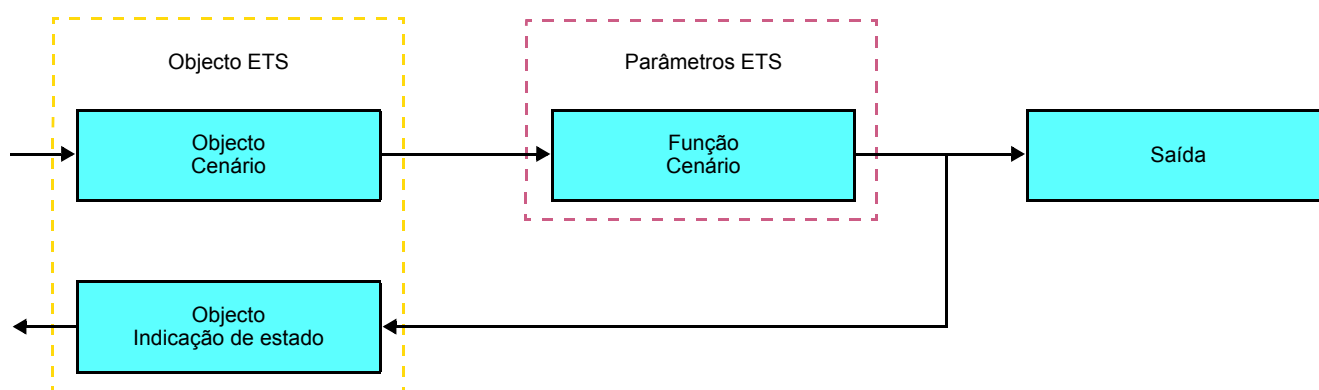 Objecto ETS
Parâmetros ETS
Objecto
Cenário
Função
Cenário
Saída
Objecto
Indicação de estado